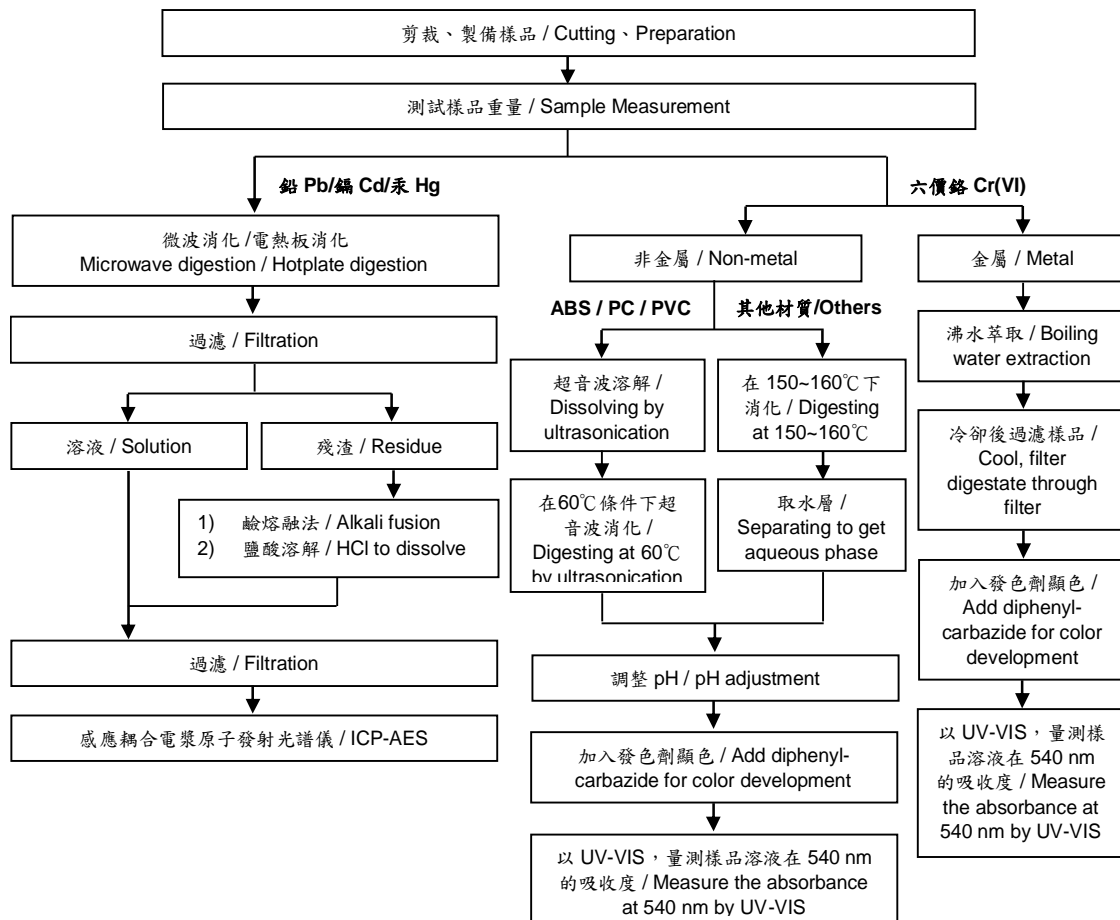 剪裁、製備樣品 / Cutting、Preparation
測試樣品重量 / Sample Measurement
鉛 Pb/鎘 Cd/汞 Hg
六價鉻 Cr(VI)
微波消化 /電熱板消化
Microwave digestion / Hotplate digestion
非金屬 / Non-metal
金屬 / Metal
ABS / PC / PVC
其他材質/Others
過濾 / Filtration
沸水萃取 / Boiling
water extraction
超音波溶解 /
Dissolving by
ultrasonication
在 150~160℃下
消化 / Digesting
at 150~160℃
溶液 / Solution
殘渣 / Residue
冷卻後過濾樣品 /
Cool, filter
digestate through
filter
1) 鹼熔融法 / Alkali fusion
2) 鹽酸溶解 / HCl to dissolve
在60℃條件下超
音波消化 /
Digesting at 60℃
by ultrasonication
取水層 /
Separating to get
aqueous phase
加入發色劑顯色 /
Add diphenyl-
carbazide for color
development
過濾 / Filtration
調整 pH / pH adjustment
感應耦合電漿原子發射光譜儀 / ICP-AES
加入發色劑顯色 / Add diphenyl-
carbazide for color development
以 UV-VIS，量測樣
品溶液在 540 nm
的吸收度 / Measure
the absorbance at
540 nm by UV-VIS
以 UV-VIS，量測樣品溶液在 540 nm
的吸收度 / Measure the absorbance
at 540 nm by UV-VIS